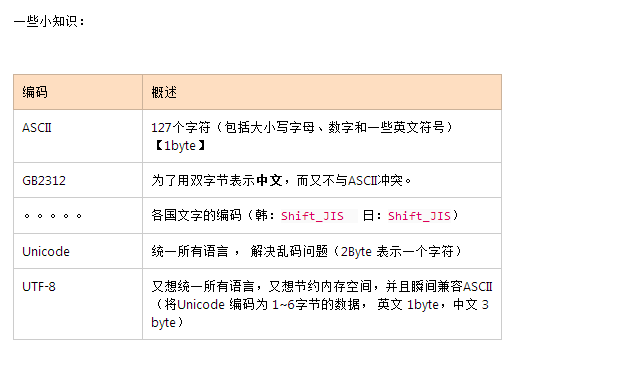 一些小知识：
编码 概述
ASCII 127个字符（包括大小写字母、数字和一些英文符号）
【1byte】
GB2312 为了用双字节表示中文，而又不与ASCII冲突。
。。。。。 各国文字的编码（韩：Shift_JIS 日：Shift_JIS）
Unicode 统一所有语言 ， 解决乱码问题（2Byte 表示一个字符）
UTF-8 又想统一所有语言，又想节约内存空间，并且瞬间兼容ASCII
（将Unicode 编码为 1~6字节的数据， 英文 1byte，中文 3
byte）